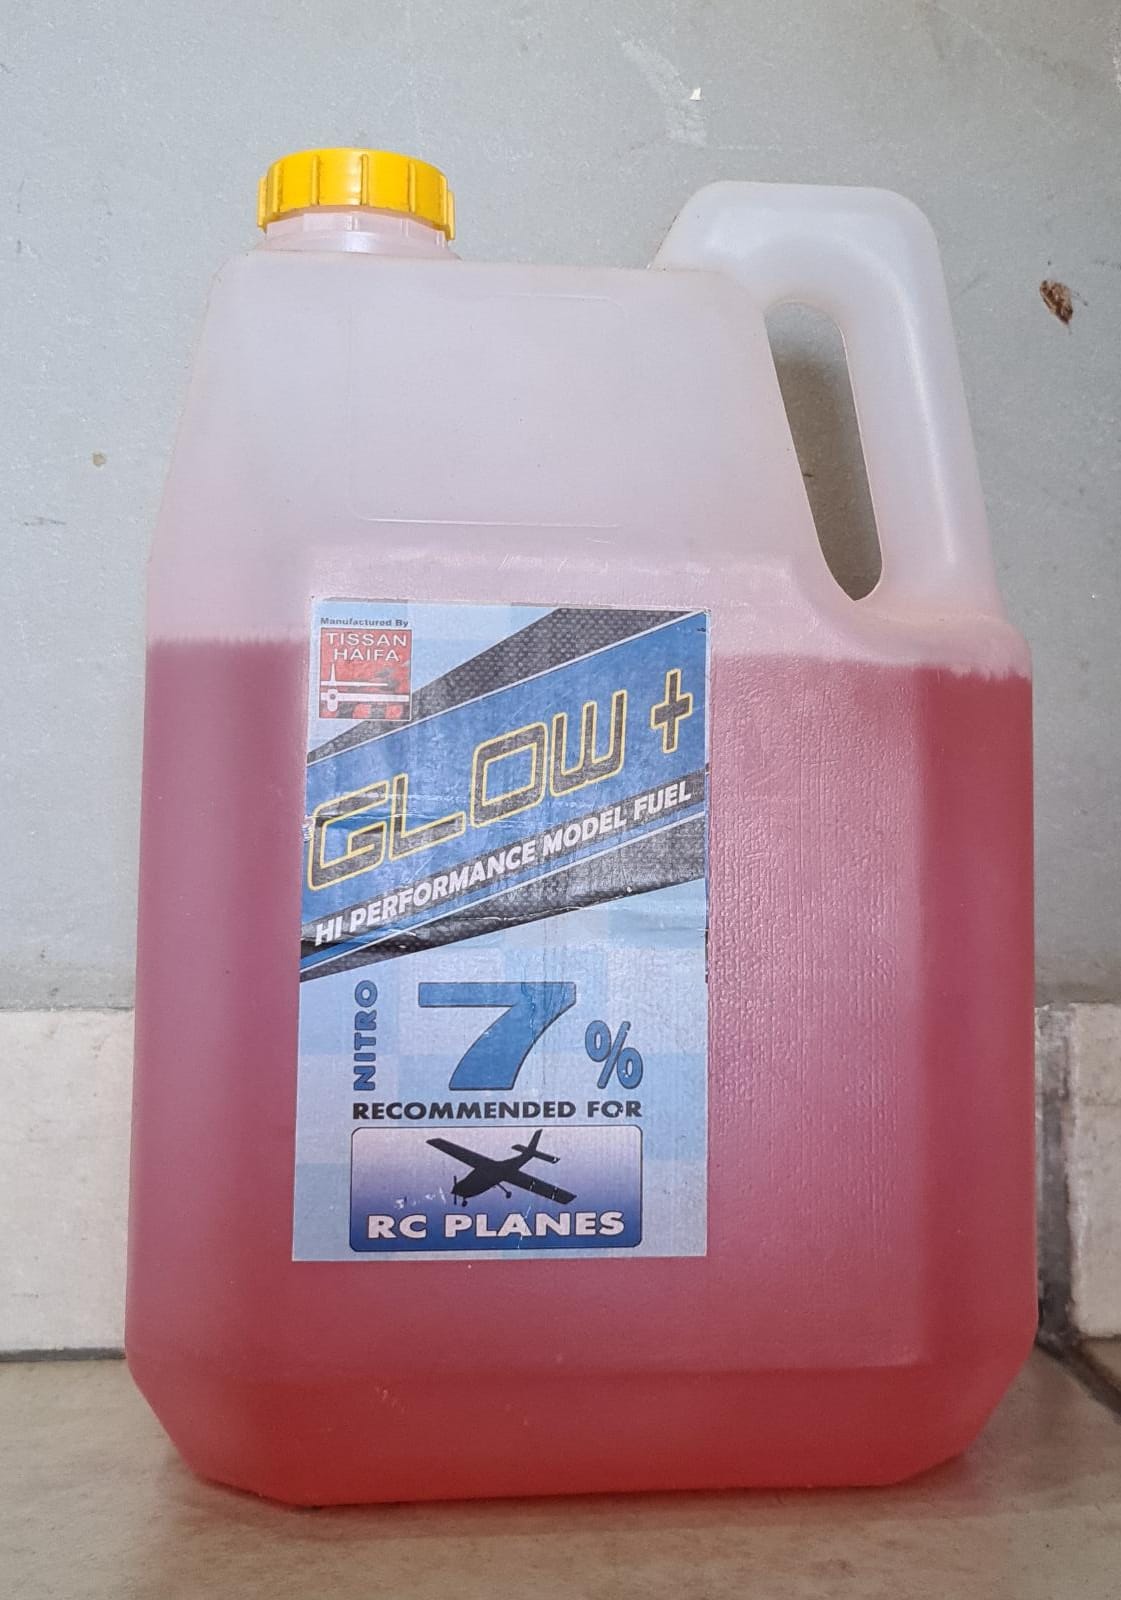 Manufactured By
TISSAN
HAIFA
GLOW +
HI PERFORMANCE MODEL FUEL
NITRO
7%
RECOMMENDED FOR
RC PLANES